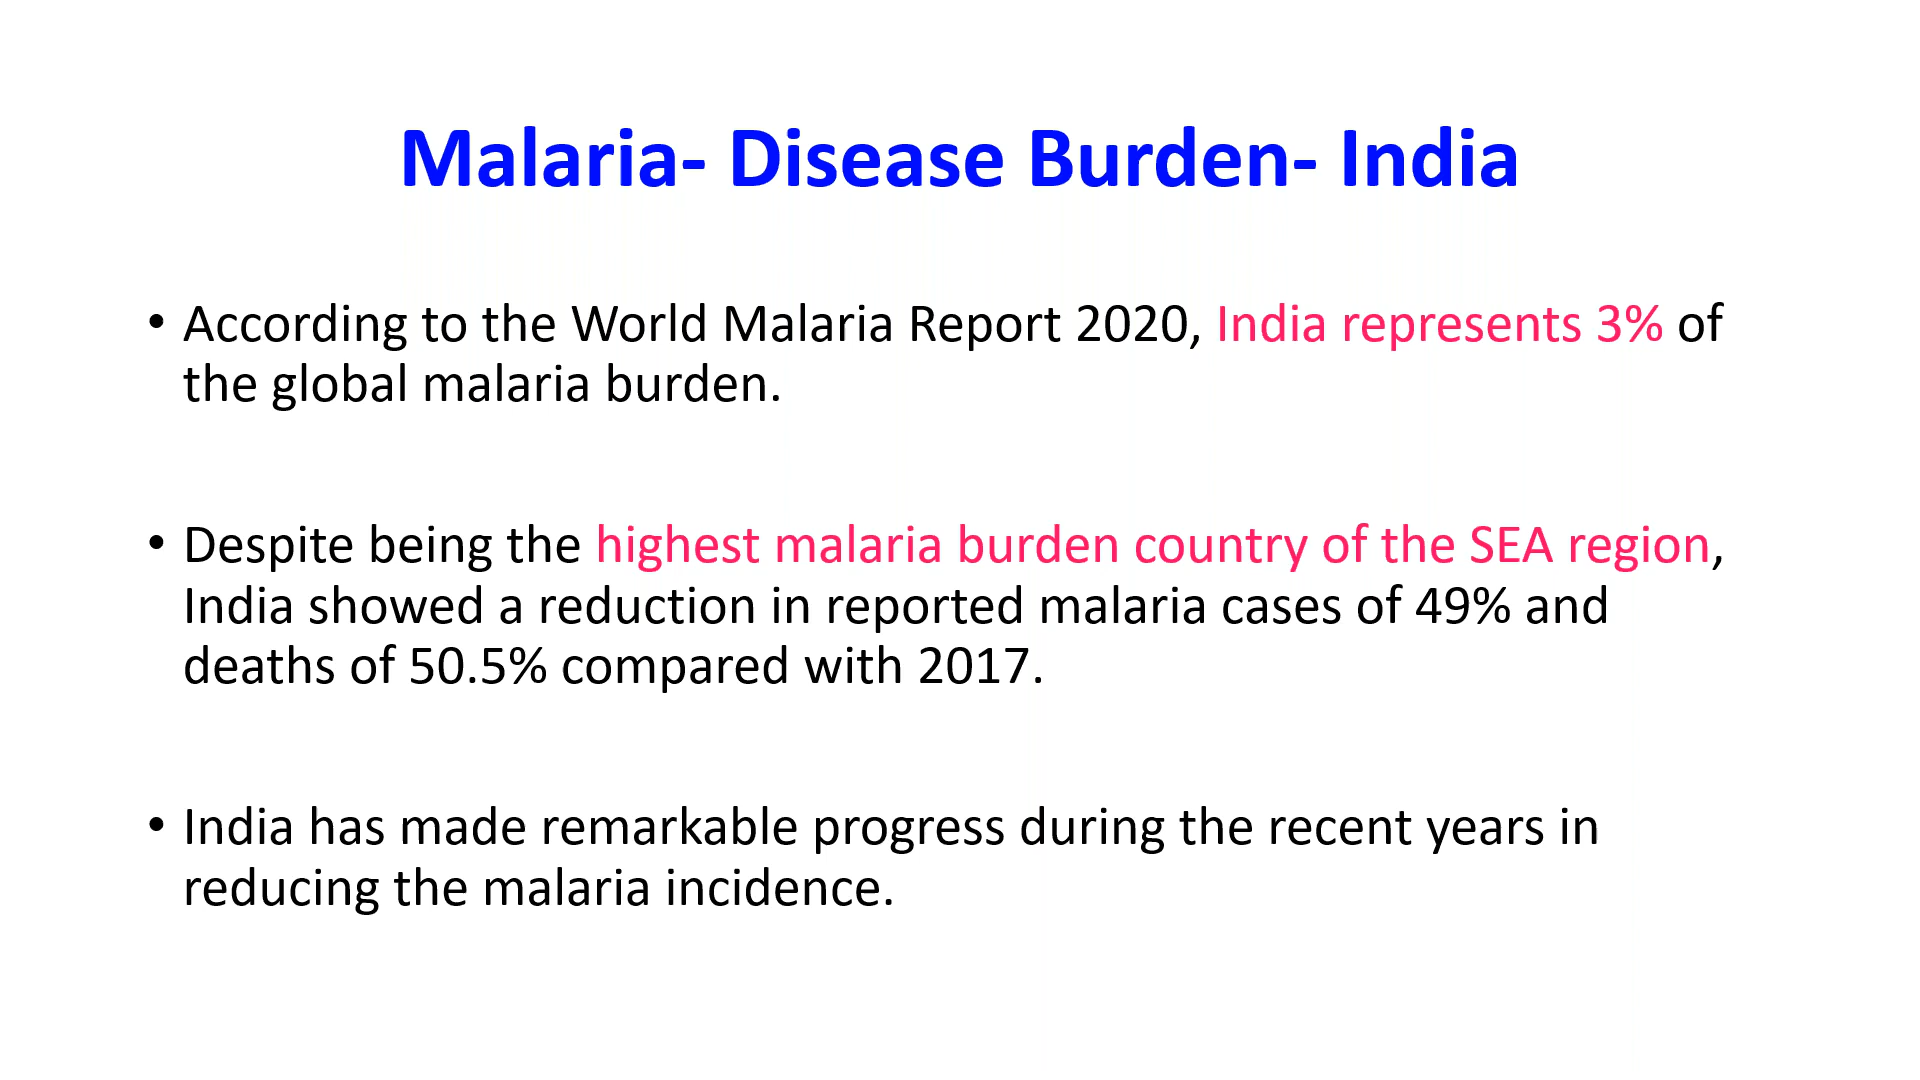 Malaria- Disease Burden- India
• According to the World Malaria Report 2020, India represents 3% of
the global malaria burden.
• Despite being the highest malaria burden country of the SEA region,
India showed a reduction in reported malaria cases of 49% and
deaths of 50.5% compared with 2017.
• India has made remarkable progress during the recent years in
reducing the malaria incidence.